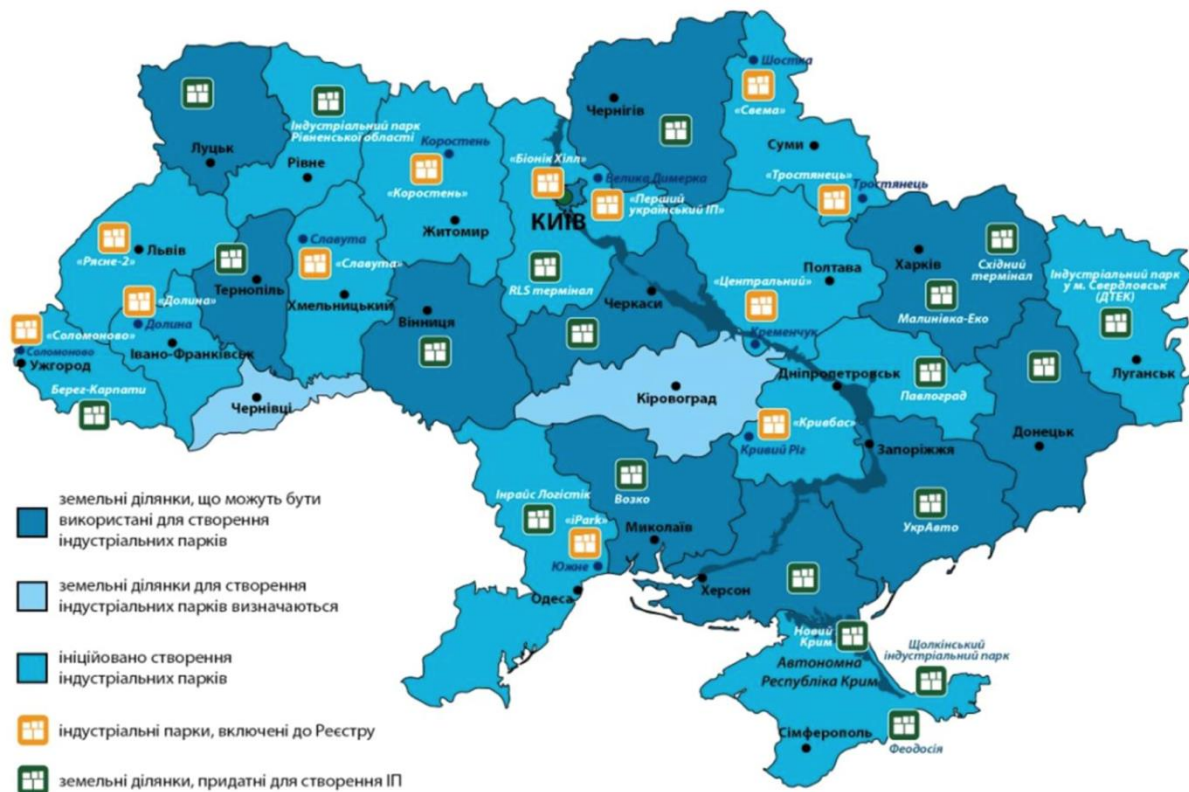 Шостка
«Свема»
Чернігів
Луцьк
Індустріальний парк
Рівненської області
Рівне
Коростень
«Коростень»
Житомир
«Біонік Хілл»
Велика Димерка
«Перший
український ІП»
КИЇВ
Суми
«Тростянець»
Тростянець
Львів
«Рясне-2»
Славута
«Славута»
Тернопіль
Хмельницький
RLS термінал
Черкаси
«Центральний»
Полтава
Харків
Східний
термінал
Індустріальний парк
у м. Свердловськ
(ДТЕК)
Малинівка-Еко
«Долина»
Долина
«Соломоново»
Соломоново
Ужгород
Івано-Франківськ
Вінниця
Кременчук
Дніпропетровськ
Павлоград
Луганськ
Берег-Карпати
Чернівці
Кіровоград
«Кривбас»
Кривий Ріг
Запоріжжя
Донецьк
Інрайс Логістік
Возко
УкрАвто
«iPark»
Миколаїв
Южне
Одеса
Херсон
Новий
Крим
Щолкінський
індустріальний парк
Автономна
Республіка Крим
Сімферополь
Феодосія
земельні ділянки, що можуть бути
використані для створення
індустріальних парків
земельні ділянки для створення
індустріальних парків визначаються
ініційовано створення
індустріальних парків
індустріальні парки, включені до Реєстру
земельні ділянки, придатні для створення ІП